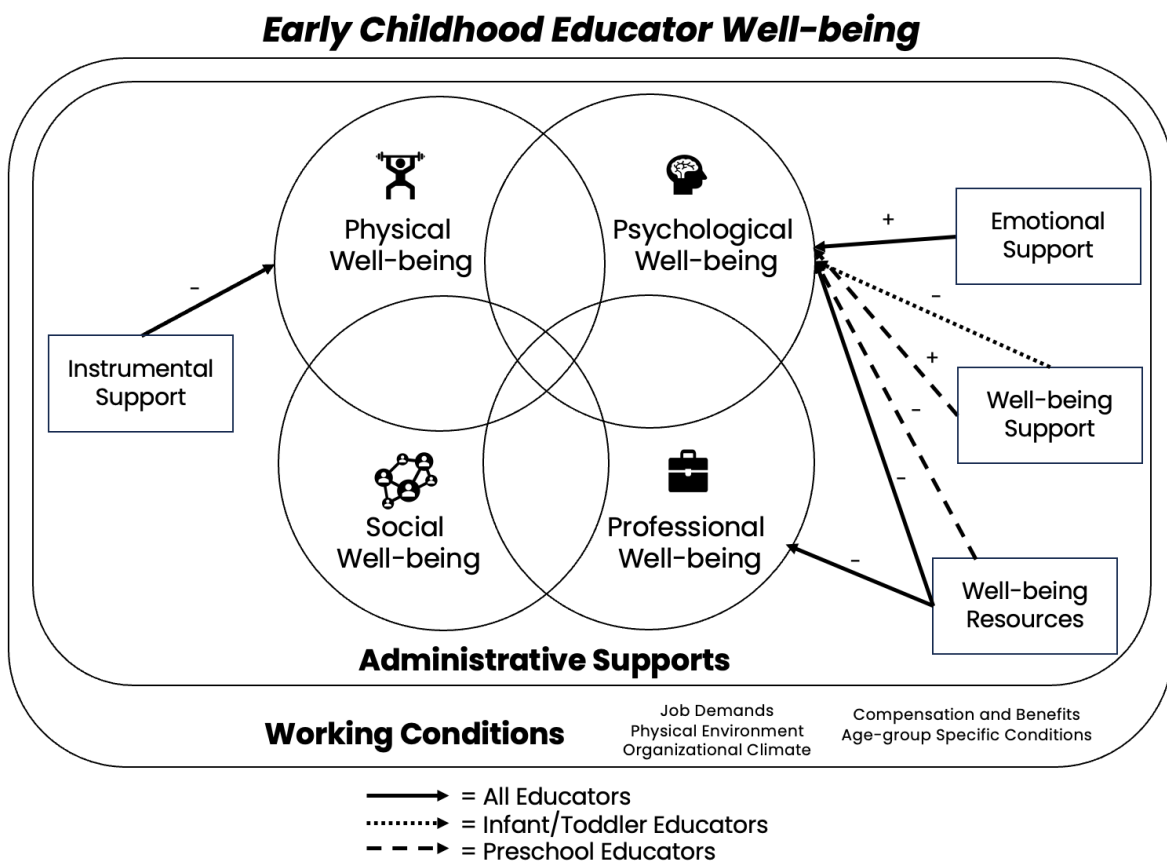 Early Childhood Educator Well-being
Physical
Well-being
Psychological
Well-being
Emotional
Support
+
-
-
Instrumental
Support
+
Well-being
Support
-
-
Social
Well-being
Professional
Well-being
-
Well-being
Resources
Administrative Supports
Working Conditions
Job Demands
Physical Environment
Organizational Climate
Compensation and Benefits
Age-group Specific Conditions
= All Educators
= Infant/Toddler Educators
= Preschool Educators